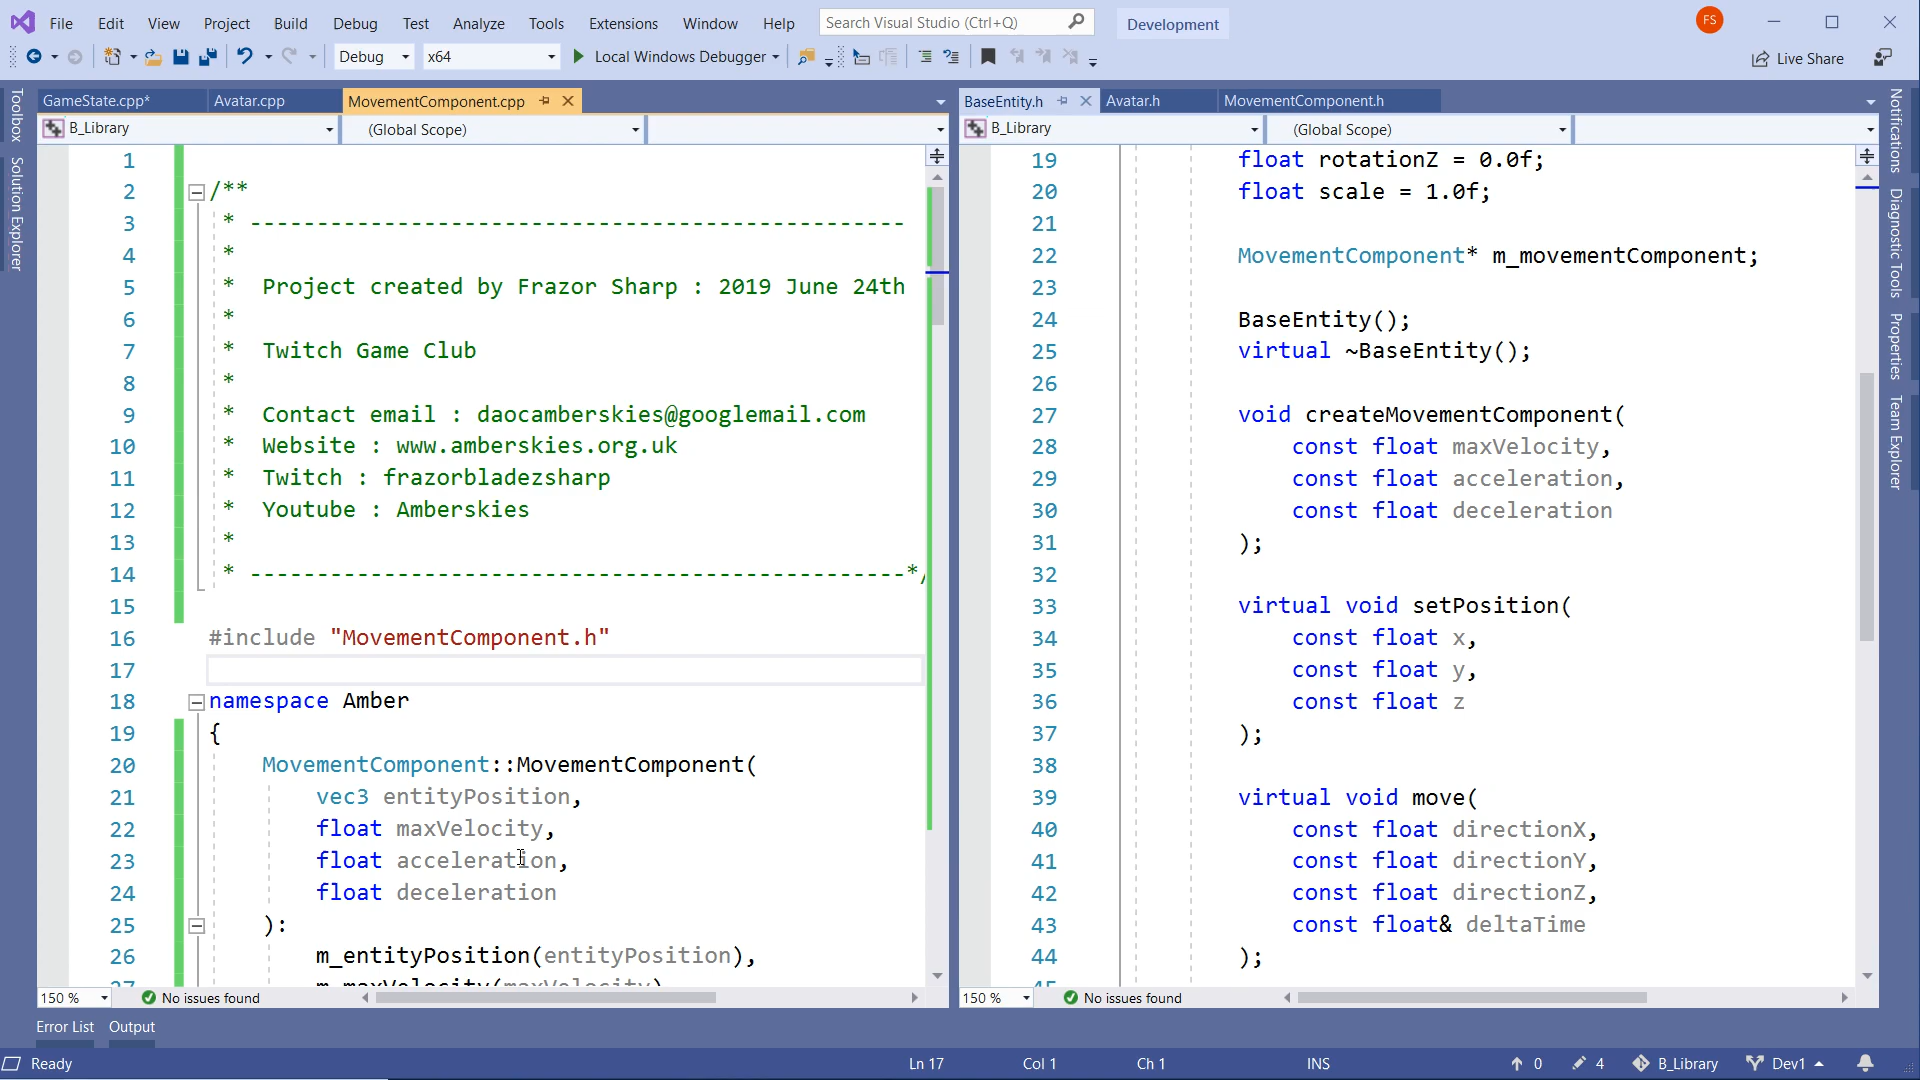 File Edit View Project Build Debug Test Analyze Tools Extensions Window Help Search Visual Studio (Ctrl+Q) Development FS
Debug x64 Local Windows Debugger Live Share
Toolbox
Solution Explorer
GameState.cpp* Avatar.cpp MovementComponent.cpp
B_Library (Global Scope)
1
2 /**
3 * -------------------------------------------------
4 *
5 * Project created by Frazor Sharp : 2019 June 24th
6 *
7 * Twitch Game Club
8 *
9 * Contact email : daocamberskies@googlemail.com
10 * Website : www.amberskies.org.uk
11 * Twitch : frazorbladezsharp
12 * Youtube : Amberskies
13 *
14 * -------------------------------------------------*/
15
16 #include "MovementComponent.h"
17
18 namespace Amber
19 {
20 MovementComponent::MovementComponent(
21 vec3 entityPosition,
22 float maxVelocity,
23 float acceleration,
24 float deceleration
25 ):
26 m_entityPosition(entityPosition),
27 m_maxVelocity(maxVelocity)
150 % No issues found
BaseEntity.h Avatar.h MovementComponent.h
B_Library (Global Scope)
19 float rotationZ = 0.0f;
20 float scale = 1.0f;
21
22 MovementComponent* m_movementComponent;
23
24 BaseEntity();
25 virtual ~BaseEntity();
26
27 void createMovementComponent(
28 const float maxVelocity,
29 const float acceleration,
30 const float deceleration
31 );
32
33 virtual void setPosition(
34 const float x,
35 const float y,
36 const float z
37 );
38
39 virtual void move(
40 const float directionX,
41 const float directionY,
42 const float directionZ,
43 const float& deltaTime
44 );
45
150 % No issues found
Notifications
Diagnostic Tools
Properties
Team Explorer
Error List Output
Ready Ln 17 Col 1 Ch 1 INS 0 4 B_Library Dev1